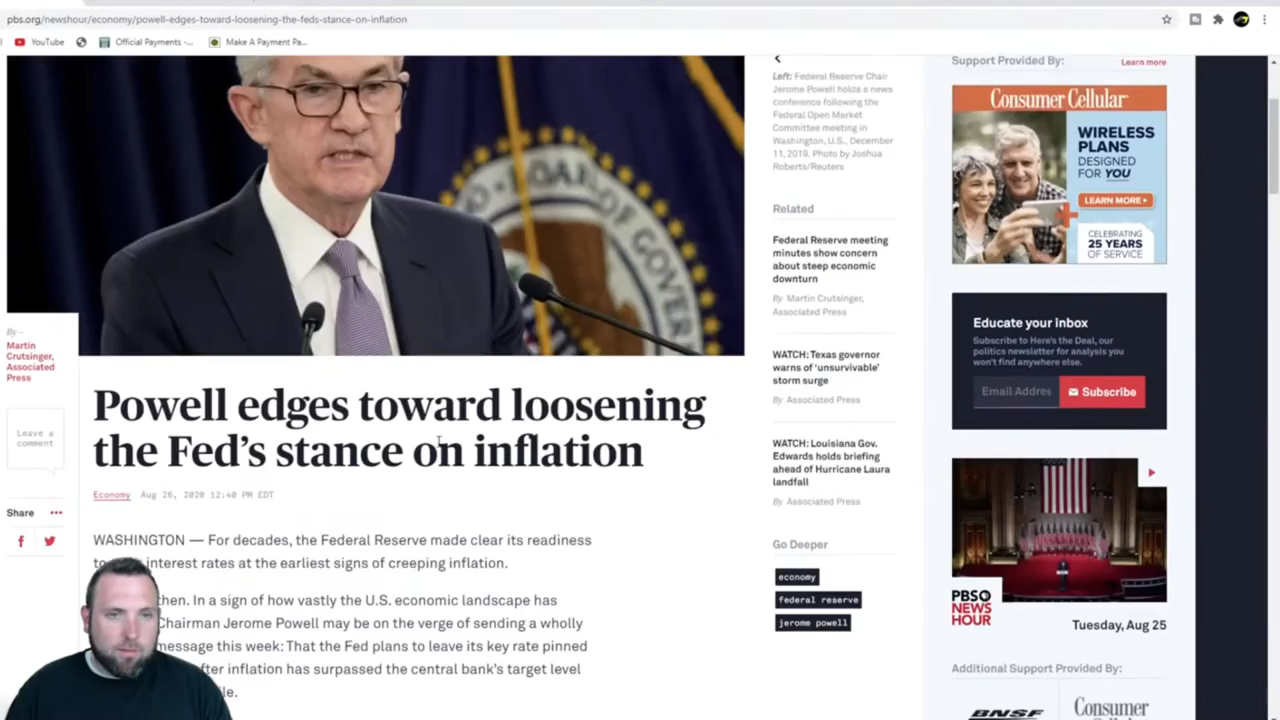 pbs.org/newshour/economy/powell-edges-toward-loosening-the-feds-stance-on-inflation
YouTube
Official Payments -...
Make A Payment Pa...
Left: Federal Reserve Chair
Jerome Powell holds a news
conference following the
Federal Open Market
Committee meeting in
Washington, U.S., December
11, 2019. Photo by Joshua
Roberts/Reuters
Related
Federal Reserve meeting
minutes show concern
about steep economic
downturn
By Martin Crutsinger,
Associated Press
WATCH: Texas governor
warns of ‘unsurvivable’
storm surge
By Associated Press
WATCH: Louisiana Gov.
Edwards holds briefing
ahead of Hurricane Laura
landfall
By Associated Press
Go Deeper
economy
federal reserve
jerome powell
By —
Martin
Crutsinger,
Associated
Press
Leave a
comment
Share
Powell edges toward loosening
the Fed’s stance on inflation
Economy Aug 26, 2020 12:40 PM EDT
WASHINGTON — For decades, the Federal Reserve made clear its readiness
interest rates at the earliest signs of creeping inflation.
then. In a sign of how vastly the U.S. economic landscape has
Chairman Jerome Powell may be on the verge of sending a wholly
message this week: That the Fed plans to leave its key rate pinned
inflation has surpassed the central bank’s target level
Support Provided By:
Learn more
Consumer Cellular
WIRELESS
PLANS
DESIGNED
FOR YOU
LEARN MORE
CELEBRATING
25 YEARS
OF SERVICE
Educate your inbox
Subscribe to Here’s the Deal, our
politics newsletter for analysis you
won’t find anywhere else.
Email Addres
Subscribe
PBS
NEWS
HOUR
Tuesday, Aug 25
Additional Support Provided By:
BNSF
Consumer